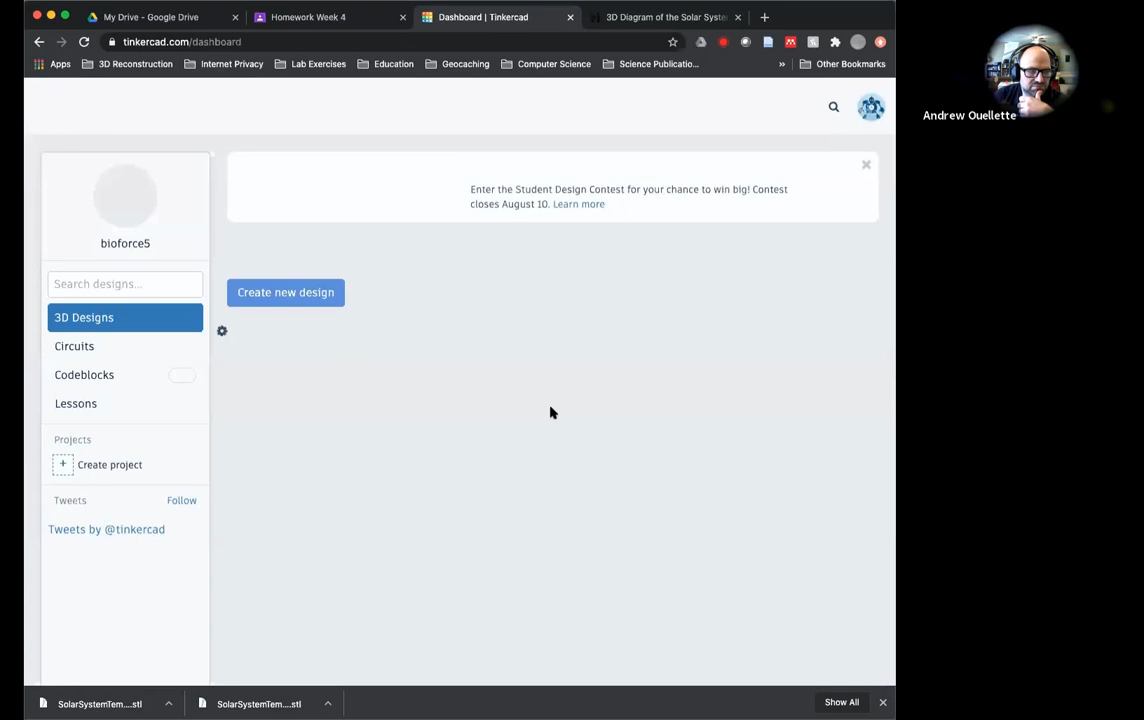 My Drive - Google Drive
Homework Week 4
Dashboard | Tinkercad
3D Diagram of the Solar Syste
tinkercad.com/dashboard
Apps
3D Reconstruction
Internet Privacy
Lab Exercises
Education
Geocaching
Computer Science
Science Publicatio...
»
Other Bookmarks
Andrew Ouellette
Enter the Student Design Contest for your chance to win big! Contest
closes August 10. Learn more
bioforce5
Search designs...
Create new design
3D Designs
Circuits
Codeblocks
Lessons
Projects
+ Create project
Tweets
Follow
Tweets by @tinkercad
SolarSystemTem....stl
SolarSystemTem....stl
Show All